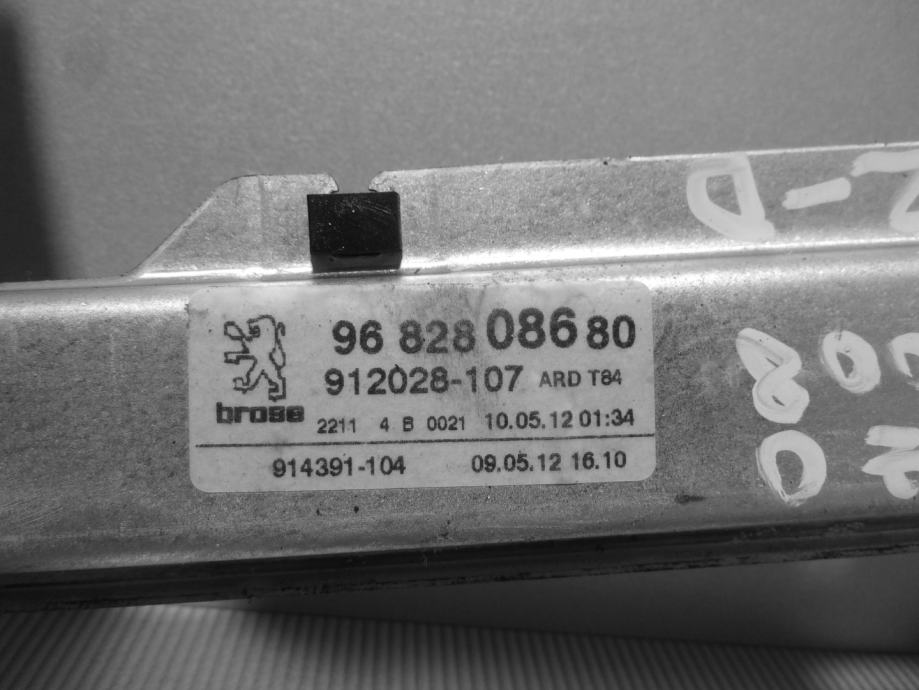 96 828 086 80
912028-107 ARD T84
brose
2211 4 B 0021 10.05.12 01:34
914391-104 09.05.12 16.10